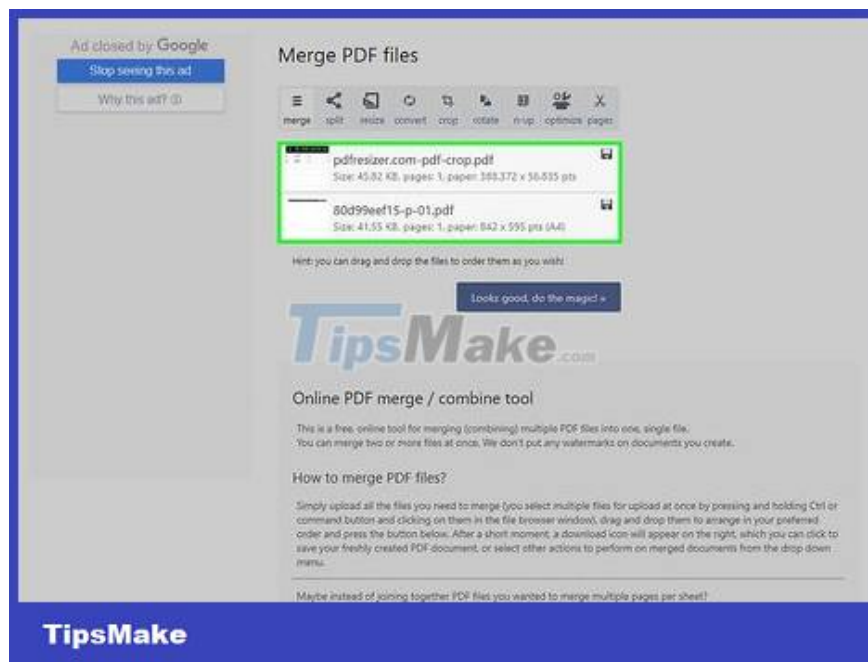 Ad closed by Google
Stop seeing this ad
Why this ad?
Merge PDF files
merge split resize convert crop rotate n-up optimize pages
pdfresizer.com-pdf-crop.pdf
Size: 45.82 KB, pages: 1, paper: 388.372 x 56.835 pts
80d99eef15-p-01.pdf
Size: 41.55 KB, pages: 1, paper: 842 x 595 pts (A4)
Hint: you can drag and drop the files to order them as you wish!
Looks good, do the magic! »
TipsMake.com
Online PDF merge / combine tool
This is a free, online tool for merging (combining) multiple PDF files into one, single file.
You can merge two or more files at once. We don't put any watermarks on documents you create.
How to merge PDF files?
Simply upload all the files you need to merge (you select multiple files for upload at once by pressing and holding Ctrl or
command button and clicking on them in the file browser window), drag and drop them to arrange in your preferred
order and press the button below. After a short moment, a download icon will appear on the right, which you can click to
save your freshly created PDF document, or select other actions to perform on merged documents from the drop down
menu.
Maybe instead of joining together PDF files you wanted to merge multiple pages per sheet?
TipsMake